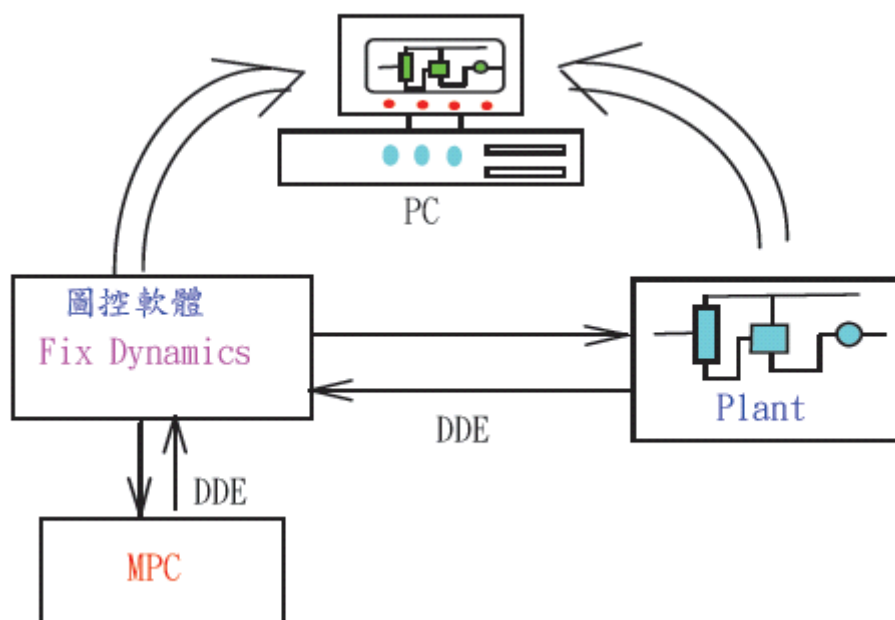 PC
圖控軟體
Fix Dynamics
Plant
DDE
DDE
MPC